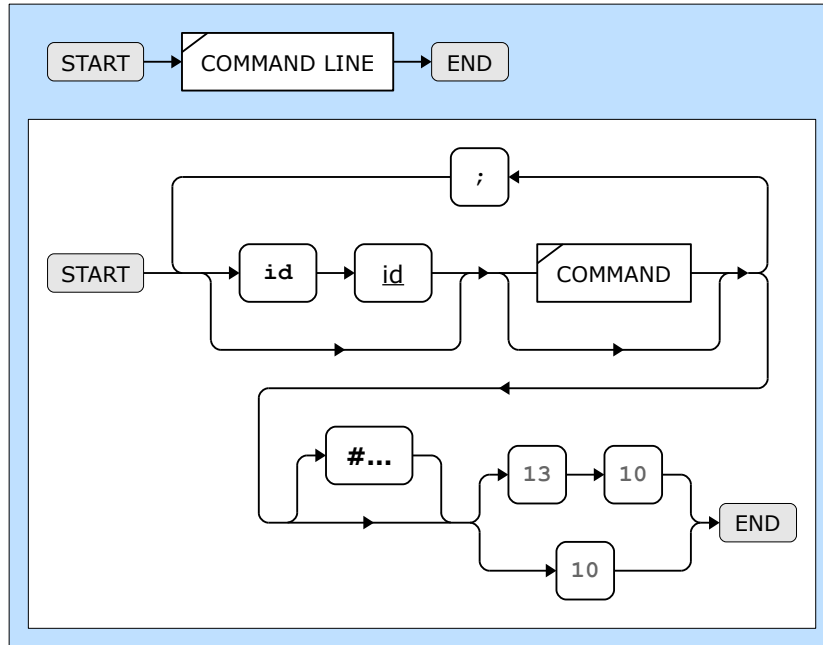 START COMMAND LINE END
;
START id id COMMAND
#...
13 10
END
10